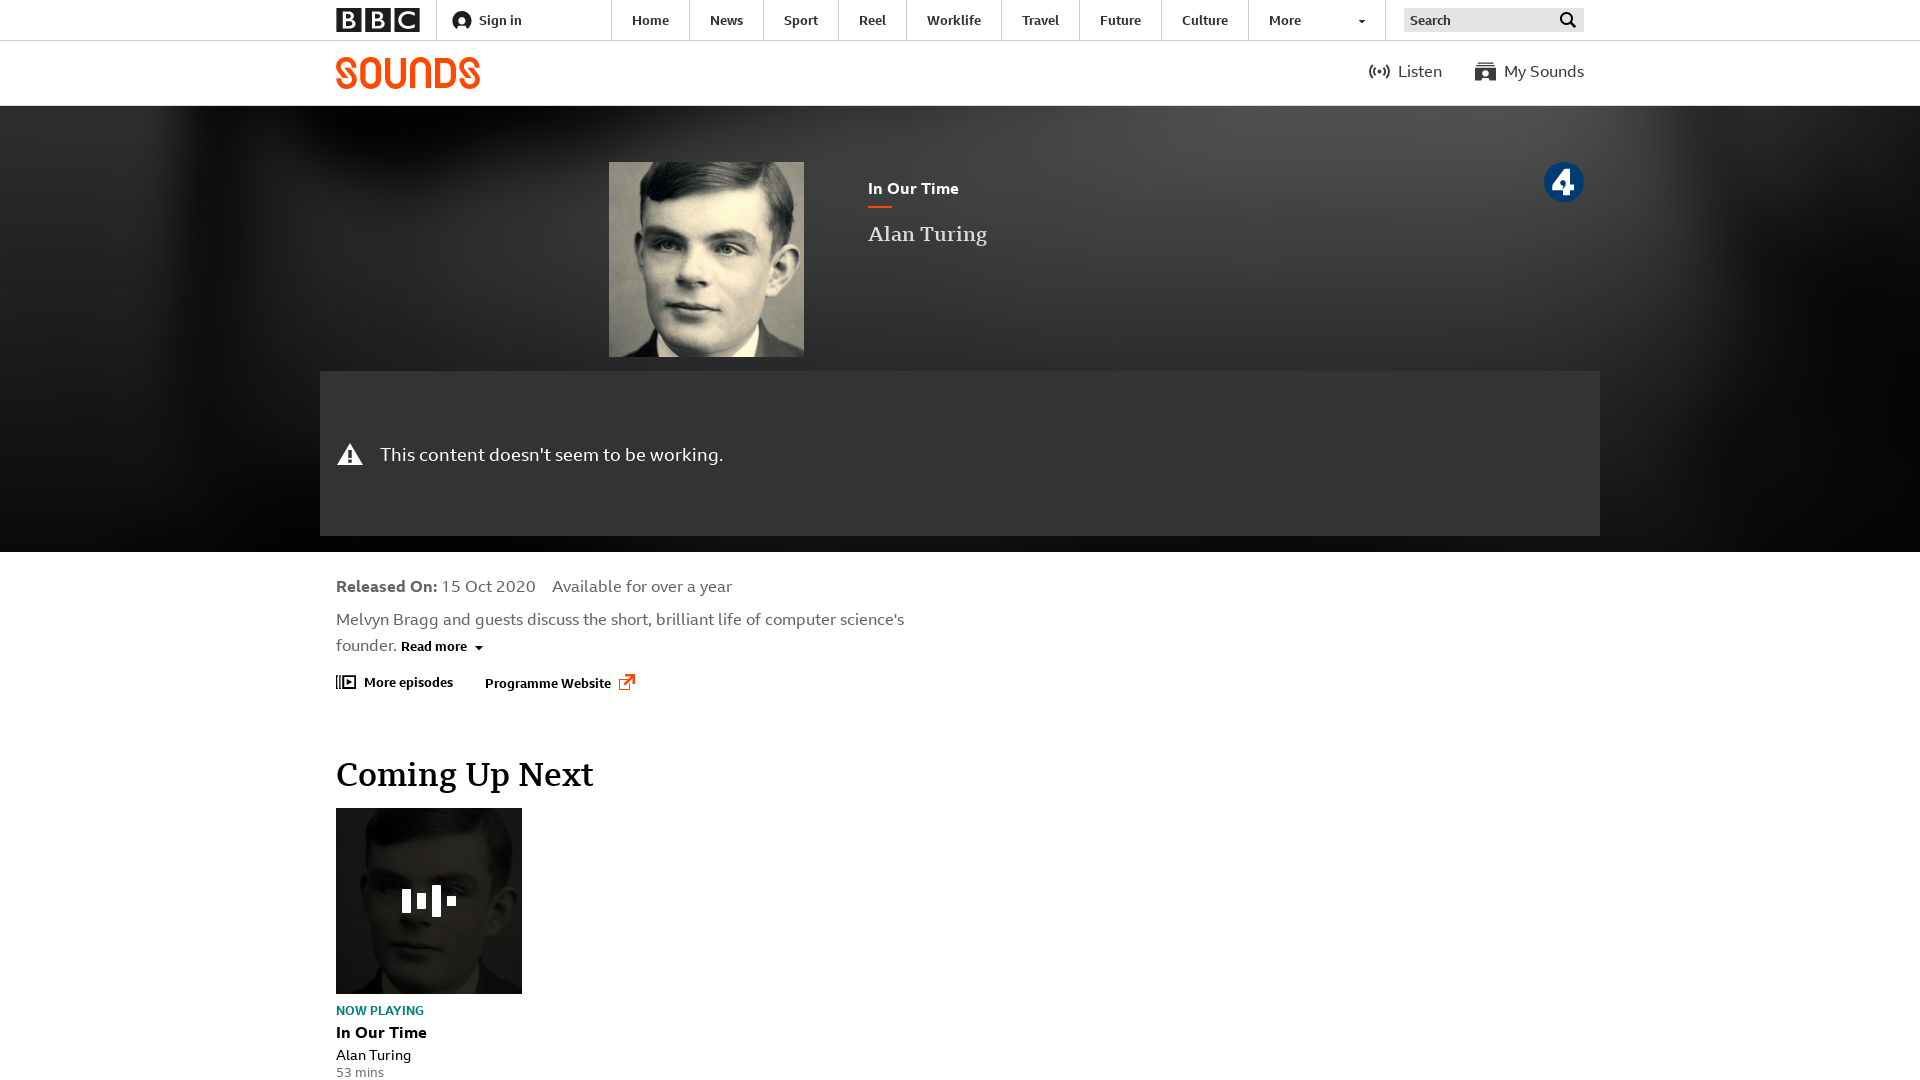 BBC
Sign in
Home
News
Sport
Reel
Worklife
Travel
Future
Culture
More
Search
SOUNDS
Listen
My Sounds
In Our Time
4
Alan Turing
This content doesn't seem to be working.
Released On: 15 Oct 2020 Available for over a year
Melvyn Bragg and guests discuss the short, brilliant life of computer science's
founder. Read more
More episodes
Programme Website
Coming Up Next
NOW PLAYING
In Our Time
Alan Turing
53 mins